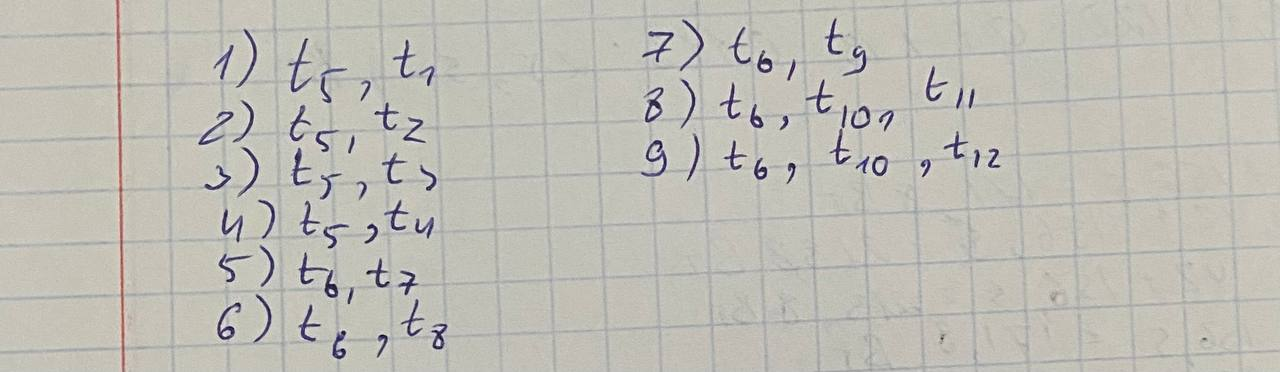 1) t₅, t₁
2) t₅, t₂
3) t₅, t₃
4) t₅, t₄
5) t₆, t₇
6) t₆, t₈
7) t₆, t₉
8) t₆, t₁₀, t₁₁
9) t₆, t₁₀, t₁₂